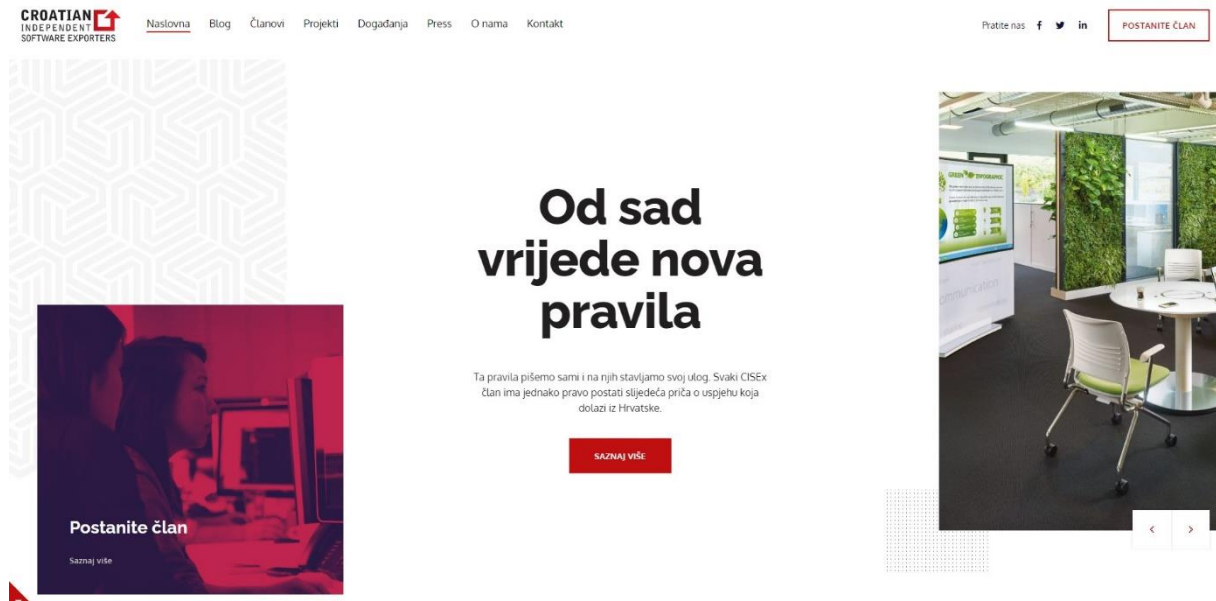 CROATIAN
INDEPENDENT
SOFTWARE EXPORTERS
Naslovna Blog Članovi Projekti Događanja Press O nama Kontakt
Pratite nas
POSTANITE ČLAN
Od sad
vrijede nova
pravila
Ta pravila pišemo sami i na njih stavljamo svoj ulog. Svaki CISEx
član ima jednako pravo postati slijedeća priča o uspjehu koja
dolazi iz Hrvatske.
SAZNAJ VIŠE
Postanite član
Saznaj više
GREEN INFOGRAPHIC